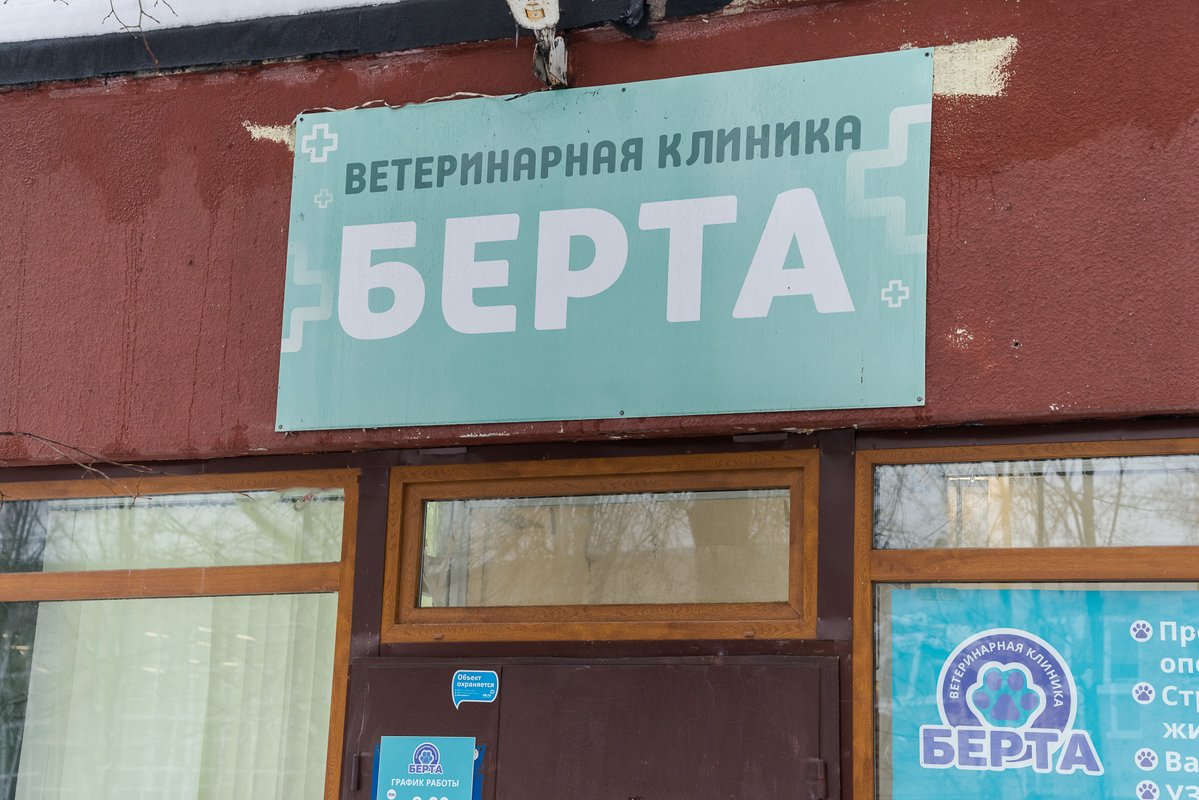 ВЕТЕРИНАРНАЯ КЛИНИКА
БЕРТА
Объект
охраняется
БЕРТА
ГРАФИК РАБОТЫ
ВЕТЕРИНАРНАЯ КЛИНИКА
БЕРТА